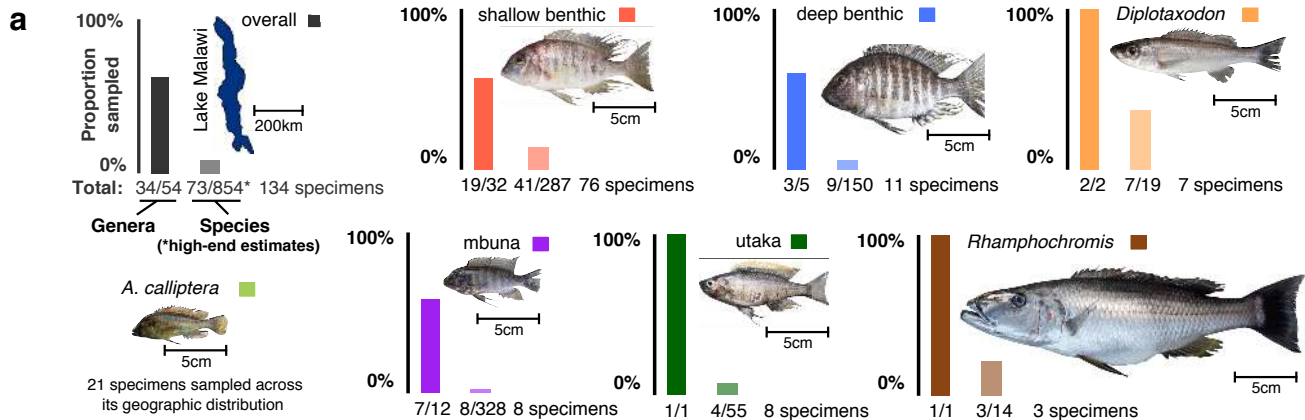 a
100%
overall
Proportion
sampled
Lake Malawi
200km
0%
Total: 34/54 73/854* 134 specimens
Genera Species
(*high-end estimates)
A. calliptera
5cm
21 specimens sampled across
its geographic distribution
100%
shallow benthic
5cm
0%
19/32 41/287 76 specimens
100%
deep benthic
5cm
0%
3/5 9/150 11 specimens
100%
Diplotaxodon
5cm
0%
2/2 7/19 7 specimens
100%
mbuna
5cm
0%
7/12 8/328 8 specimens
100%
utaka
5cm
0%
1/1 4/55 8 specimens
100%
Rhamphochromis
5cm
0%
1/1 3/14 3 specimens